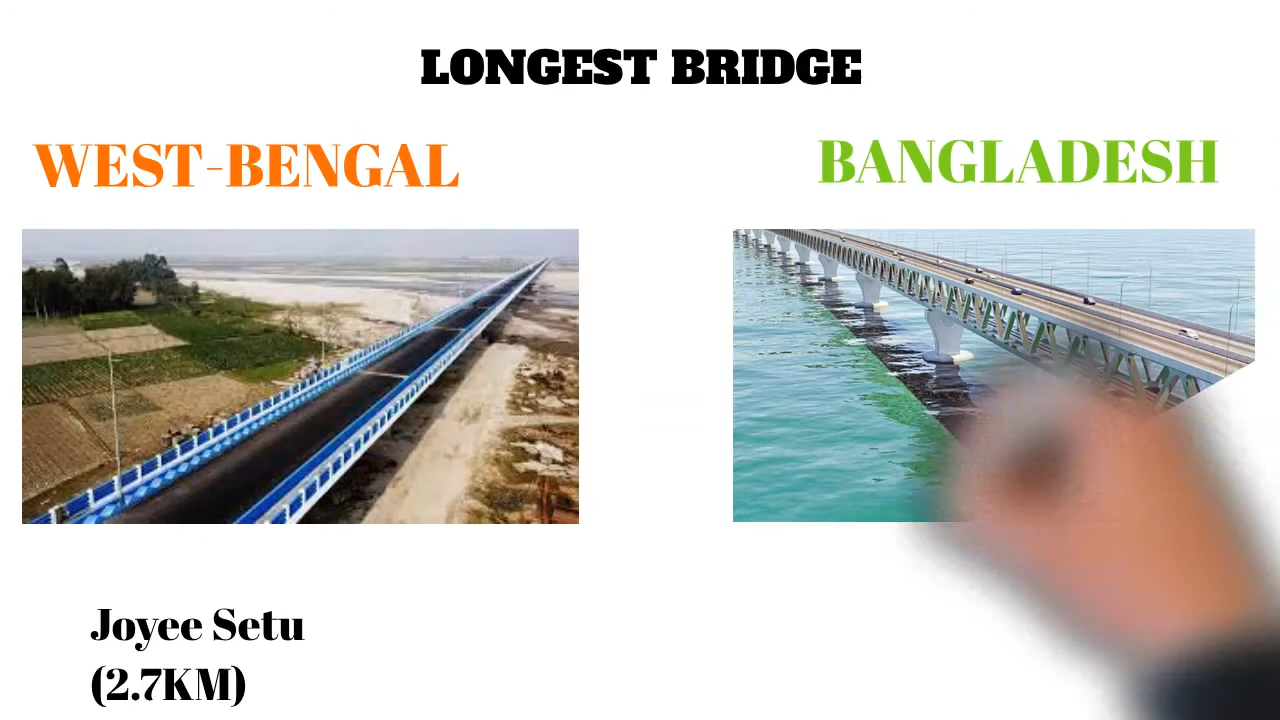 LONGEST BRIDGE
WEST-BENGAL
BANGLADESH
Joyee Setu
(2.7KM)